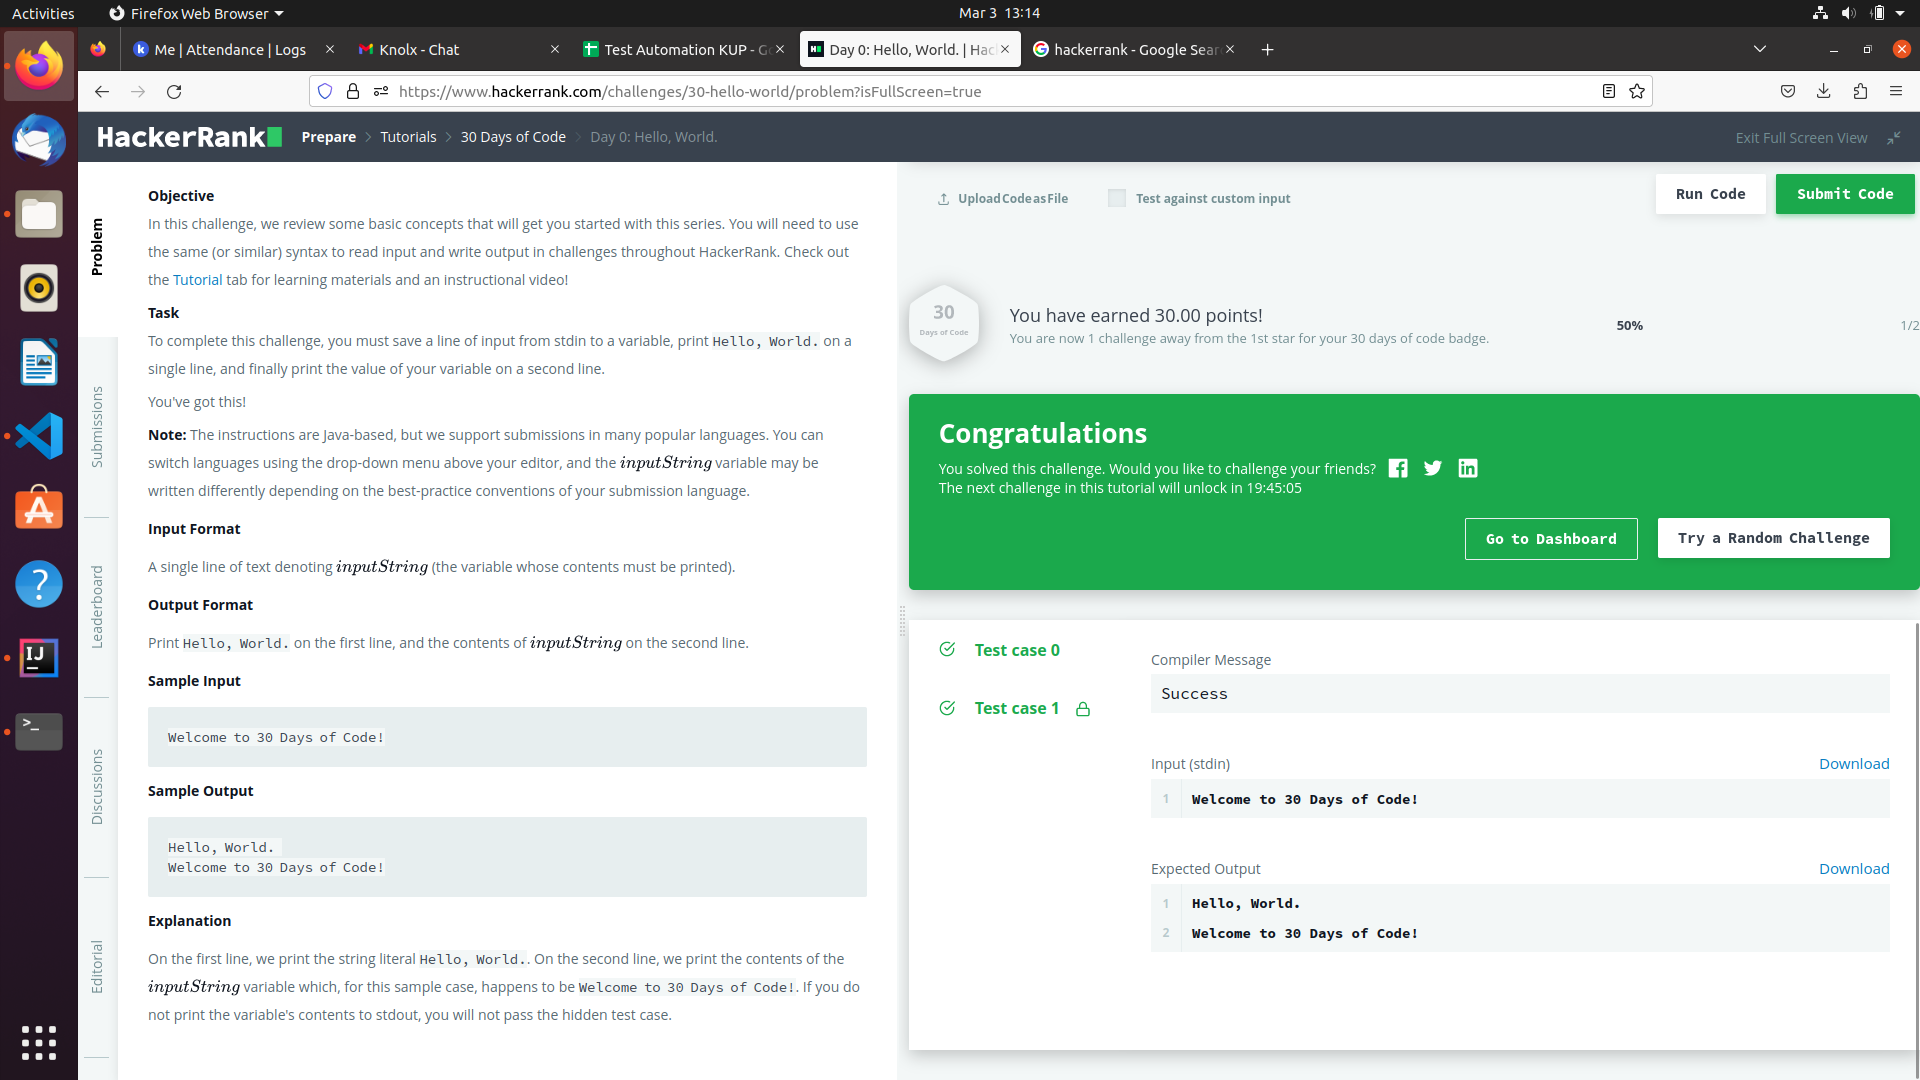 Activities
Firefox Web Browser
Mar 3 13:14
Me | Attendance | Logs
Knolx - Chat
Test Automation KUP - G
Day 0: Hello, World. | Hac
hackerrank - Google Sear
https://www.hackerrank.com/challenges/30-hello-world/problem?isFullScreen=true
HackerRank
Prepare
Tutorials
30 Days of Code
Day 0: Hello, World.
Exit Full Screen View
Problem
Submissions
Leaderboard
Discussions
Editorial
Objective
In this challenge, we review some basic concepts that will get you started with this series. You will need to use
the same (or similar) syntax to read input and write output in challenges throughout HackerRank. Check out
the Tutorial tab for learning materials and an instructional video!
Task
To complete this challenge, you must save a line of input from stdin to a variable, print Hello, World. on a
single line, and finally print the value of your variable on a second line.
You've got this!
Note: The instructions are Java-based, but we support submissions in many popular languages. You can
switch languages using the drop-down menu above your editor, and the inputString variable may be
written differently depending on the best-practice conventions of your submission language.
Input Format
A single line of text denoting inputString (the variable whose contents must be printed).
Output Format
Print Hello, World. on the first line, and the contents of inputString on the second line.
Sample Input
Welcome to 30 Days of Code!
Sample Output
Hello, World.
Welcome to 30 Days of Code!
Explanation
On the first line, we print the string literal Hello, World.. On the second line, we print the contents of the
inputString variable which, for this sample case, happens to be Welcome to 30 Days of Code!. If you do
not print the variable's contents to stdout, you will not pass the hidden test case.
Upload Code as File
Test against custom input
Run Code
Submit Code
30
Days of Code
You have earned 30.00 points!
You are now 1 challenge away from the 1st star for your 30 days of code badge.
50%
1/2
Congratulations
You solved this challenge. Would you like to challenge your friends?
The next challenge in this tutorial will unlock in 19:45:05
Go to Dashboard
Try a Random Challenge
Test case 0
Test case 1
Compiler Message
Success
Input (stdin)
Download
1 Welcome to 30 Days of Code!
Expected Output
Download
1 Hello, World.
2 Welcome to 30 Days of Code!